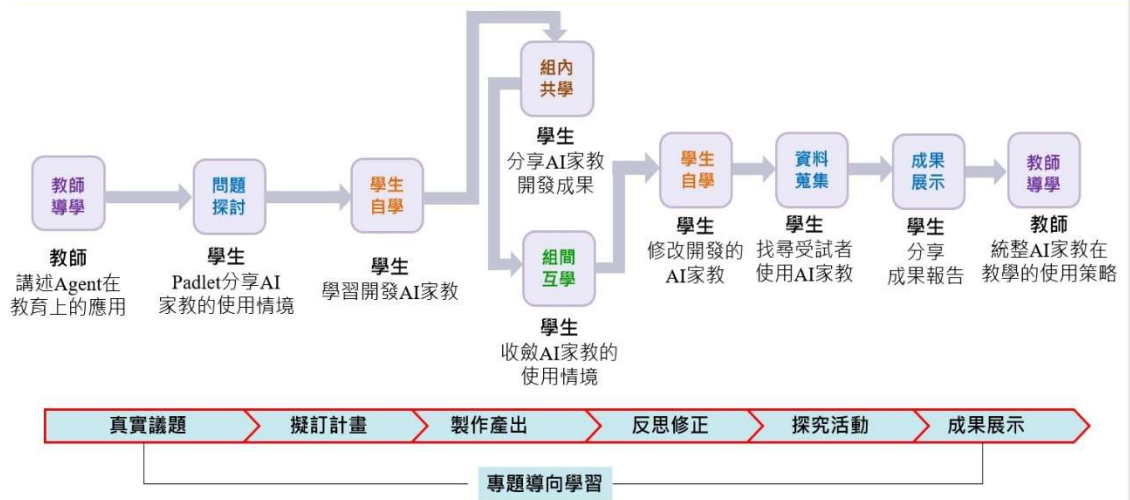 教師
導學
教師
講述Agent在
教育上的應用
問題
探討
學生
Padlet分享AI
家教的使用情境
學生
自學
學生
學習開發AI家教
組內
共學
學生
分享AI家教
開發成果
組間
互學
學生
收斂AI家教的
使用情境
學生
自學
學生
修改開發的
AI家教
資料
蒐集
學生
找尋受試者
使用AI家教
成果
展示
學生
分享
成果報告
教師
導學
教師
統整AI家教在
教學的使用策略
真實議題
擬訂計畫
製作產出
反思修正
探究活動
成果展示
專題導向學習